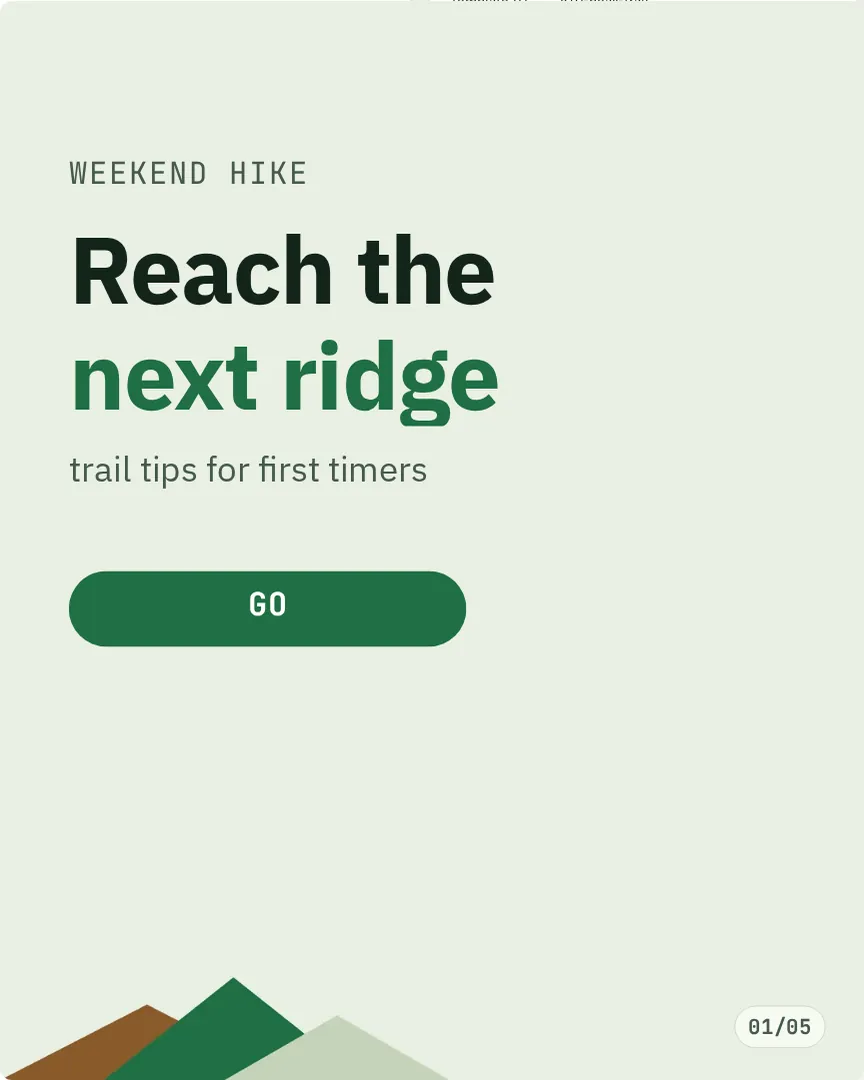 WEEKEND HIKE
Reach the
next ridge
trail tips for first timers
GO
01/05